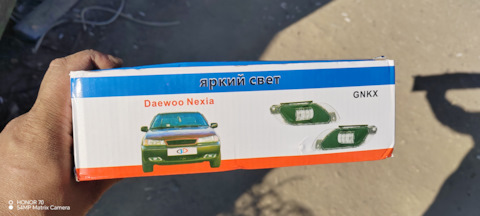 яркий свет
Daewoo Nexia
GNKX
HONOR 70
54MP Matrix Camera